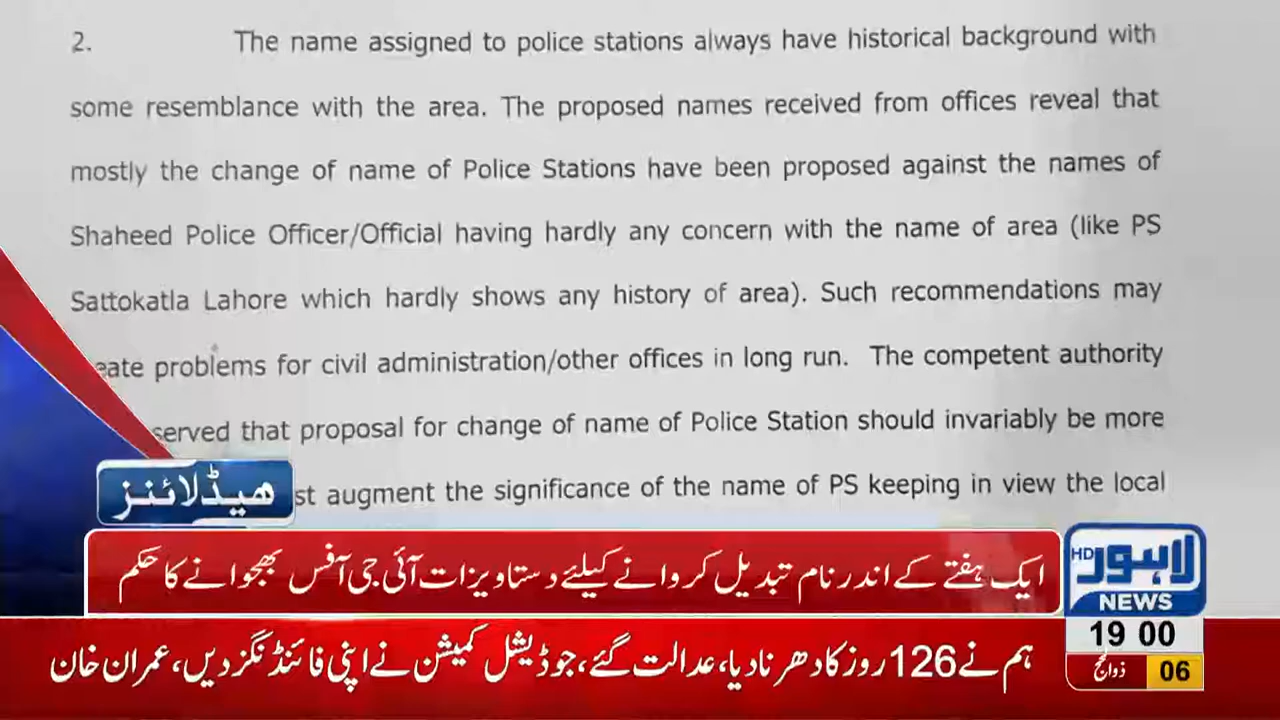 2. The name assigned to police stations always have historical background with
some resemblance with the area. The proposed names received from offices reveal that
mostly the change of name of Police Stations have been proposed against the names of
Shaheed Police Officer/Official having hardly any concern with the name of area (like PS
Sattokatla Lahore which hardly shows any history of area). Such recommendations may
eate problems for civil administration/other offices in long run. The competent authority
served that proposal for change of name of Police Station should invariably be more
st augment the significance of the name of PS keeping in view the local
ہیڈلائنز
ایک ہفتے کے اندر نام تبدیل کروانے کیلئے دستاویزات آئی جی آفس بھجوانے کا حکم
لاہور HD
NEWS
19 00
ہم نے 126 روز کا دھرنا دیا، عدالت گئے، جوڈیشل کمیشن نے اپنی فائنڈنگز دیں، عمران خان
06 ذوالحج